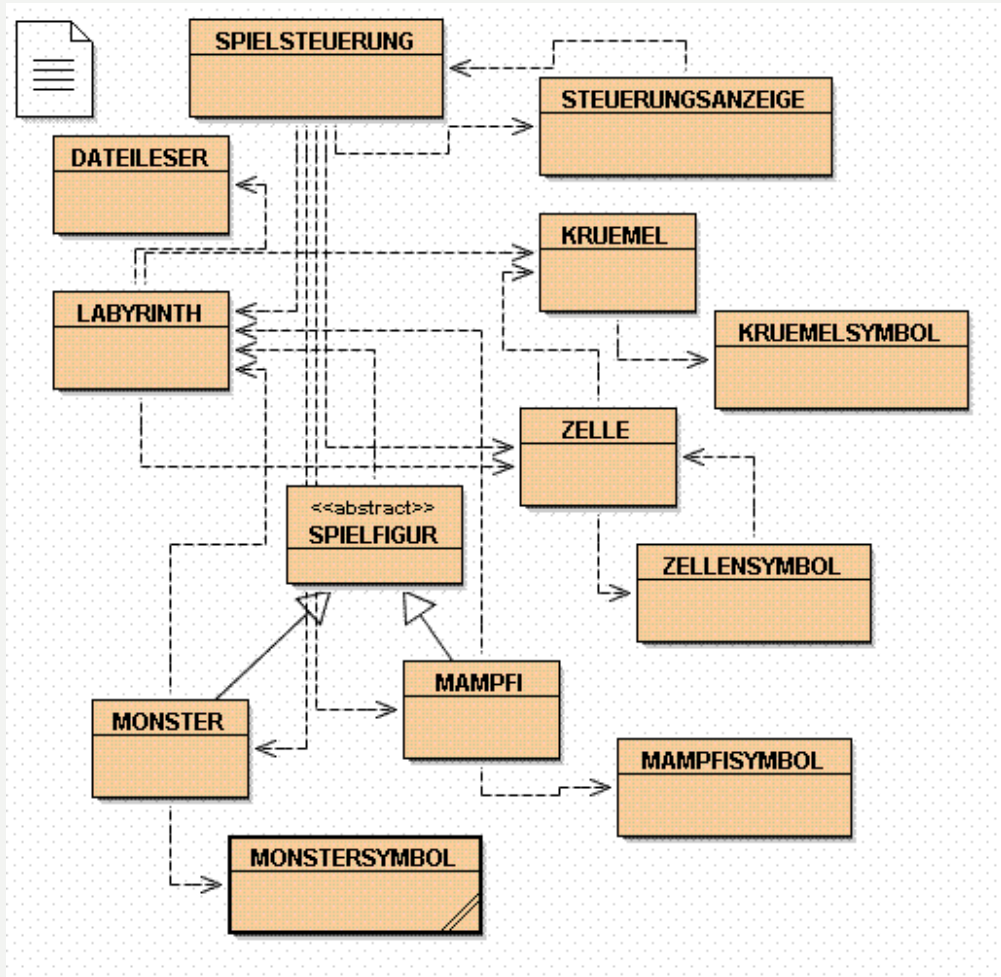 SPIELSTEUERUNG
STEUERUNGSANZEIGE
DATEILESER
KRUEMEL
LABYRINTH
KRUEMELSYMBOL
ZELLE
<<abstract>>
SPIELFIGUR
ZELLENSYMBOL
MAMPFI
MONSTER
MAMPFISYMBOL
MONSTERSYMBOL